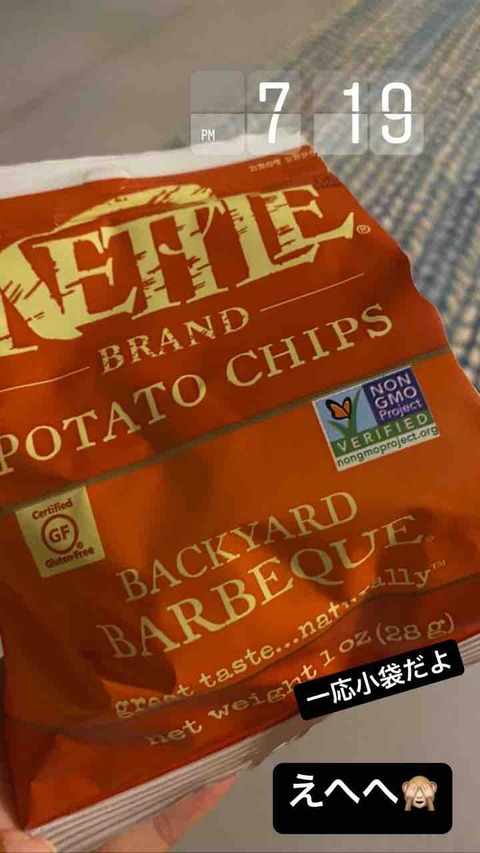 PM 7 19
KETTLE®
BRAND
POTATO CHIPS
NON
GMO
Project
VERIFIED
nongmoproject.org
Certified
GF
Gluten-Free
BACKYARD
BARBEQUE®
great taste...naturally™
net weight 1 oz (28 g)
一応小袋だよ
えへへ🙈